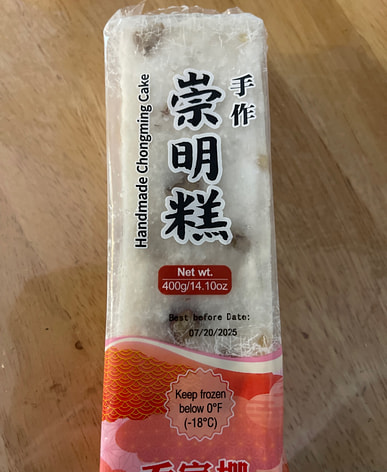 手作
崇明糕
Handmade Chongming Cake
Net wt.
400g/14.10oz
Best before Date:
07/20/2025
Keep frozen
below 0°F
(-18°C)